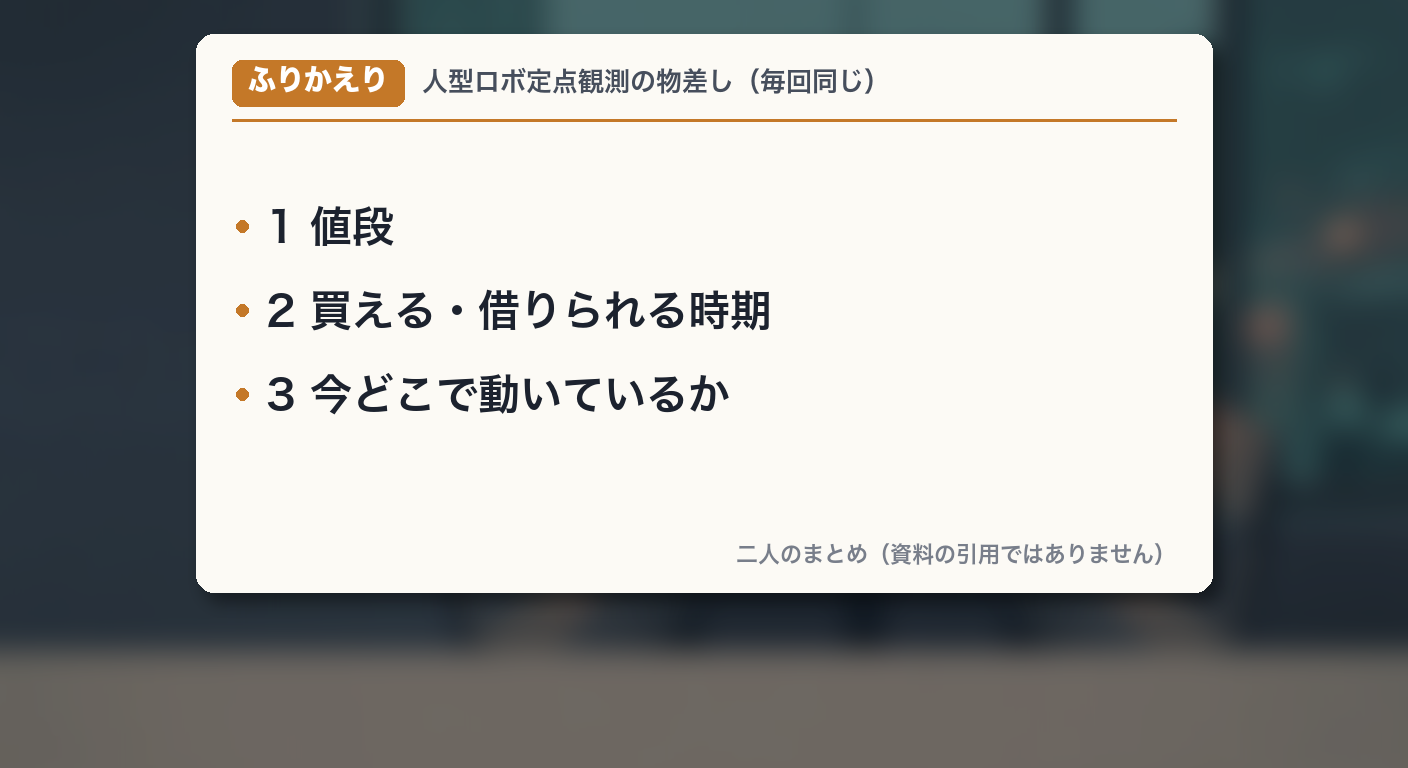 ふりかえり 人型ロボ定点観測の物差し（毎回同じ）
• 1 値段
• 2 買える・借りられる時期
• 3 今どこで動いているか
二人のまとめ（資料の引用ではありません）